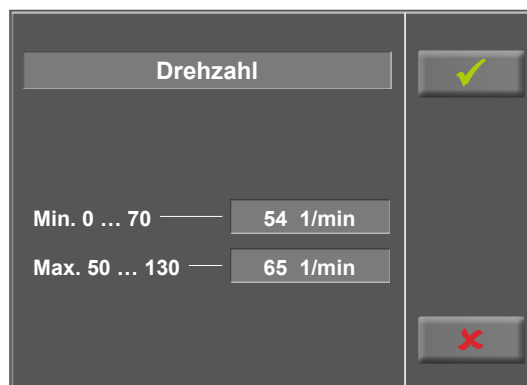 Drehzahl
Min. 0 … 70 54 1/min
Max. 50 … 130 65 1/min